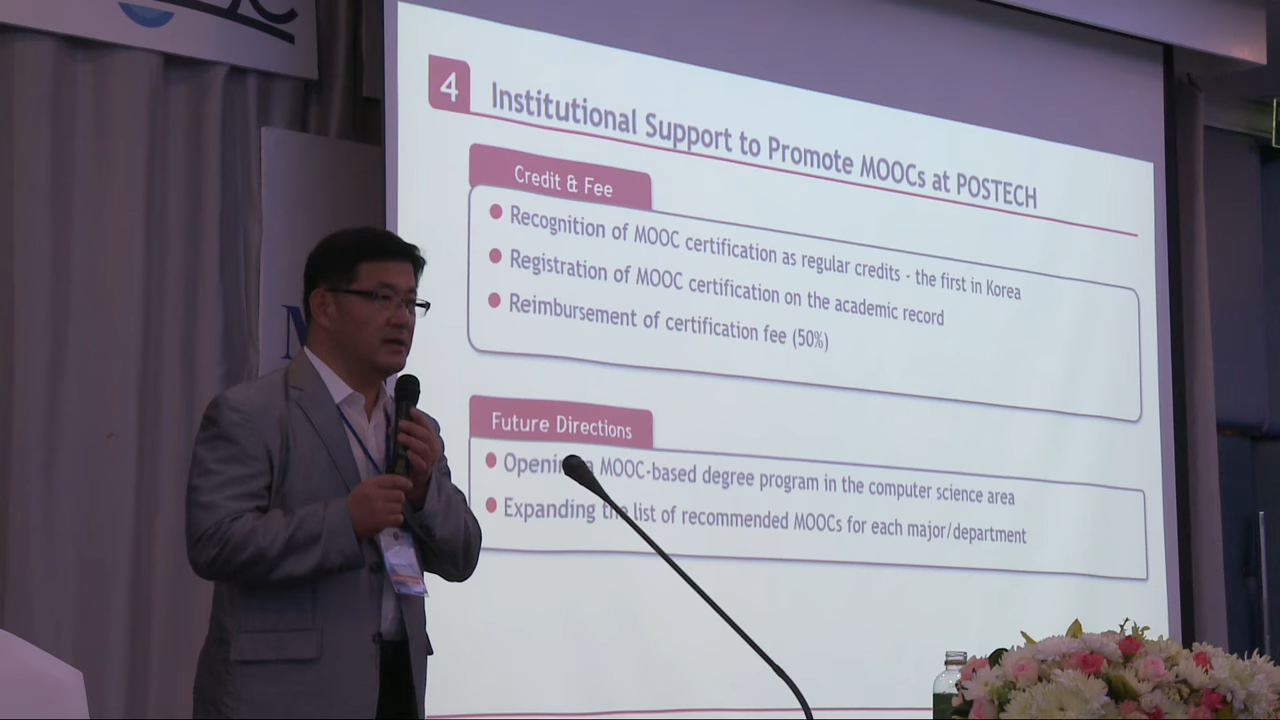 4
Institutional Support to Promote MOOCs at POSTECH
Credit & Fee
Recognition of MOOC certification as regular credits - the first in Korea
Registration of MOOC certification on the academic record
Reimbursement of certification fee (50%)
Future Directions
MOOC-based degree program in the computer science area
Expanding the list of recommended MOOCs for each major/department